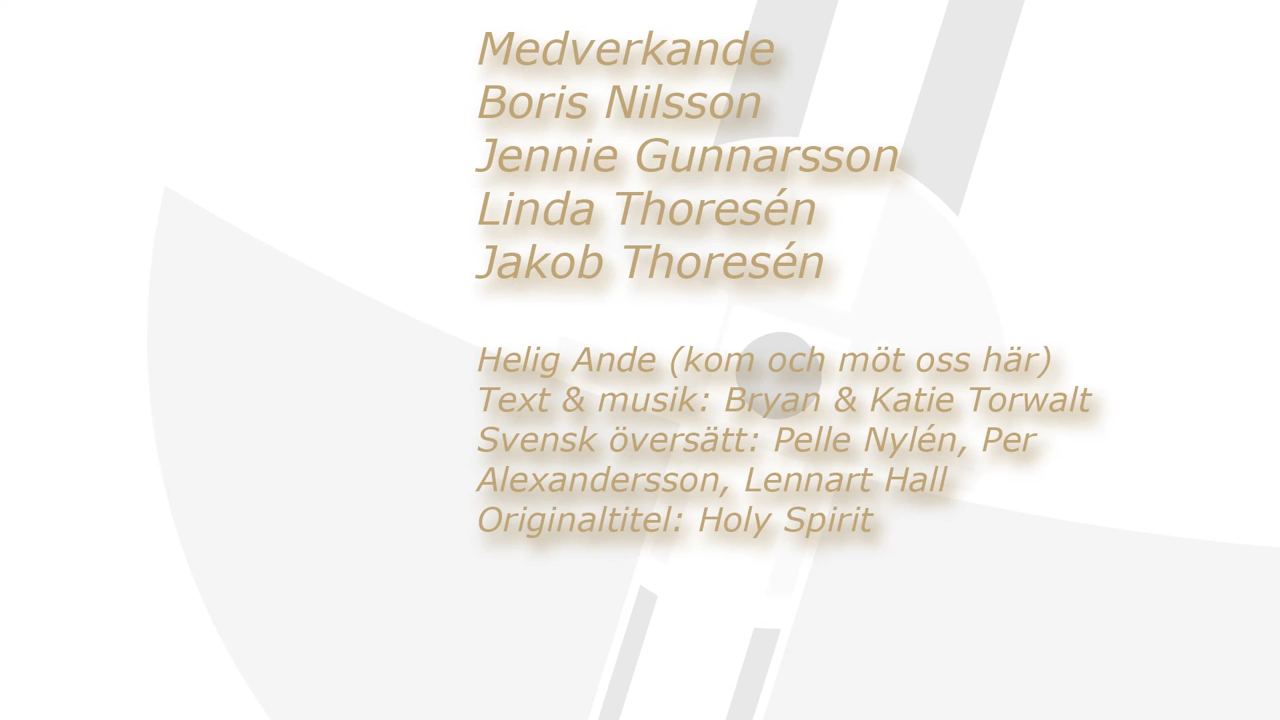 Medverkande
Boris Nilsson
Jennie Gunnarsson
Linda Thoresén
Jakob Thoresén
Helig Ande (kom och möt oss här)
Text & musik: Bryan & Katie Torwalt
Svensk översätt: Pelle Nylén, Per
Alexandersson, Lennart Hall
Originaltitel: Holy Spirit